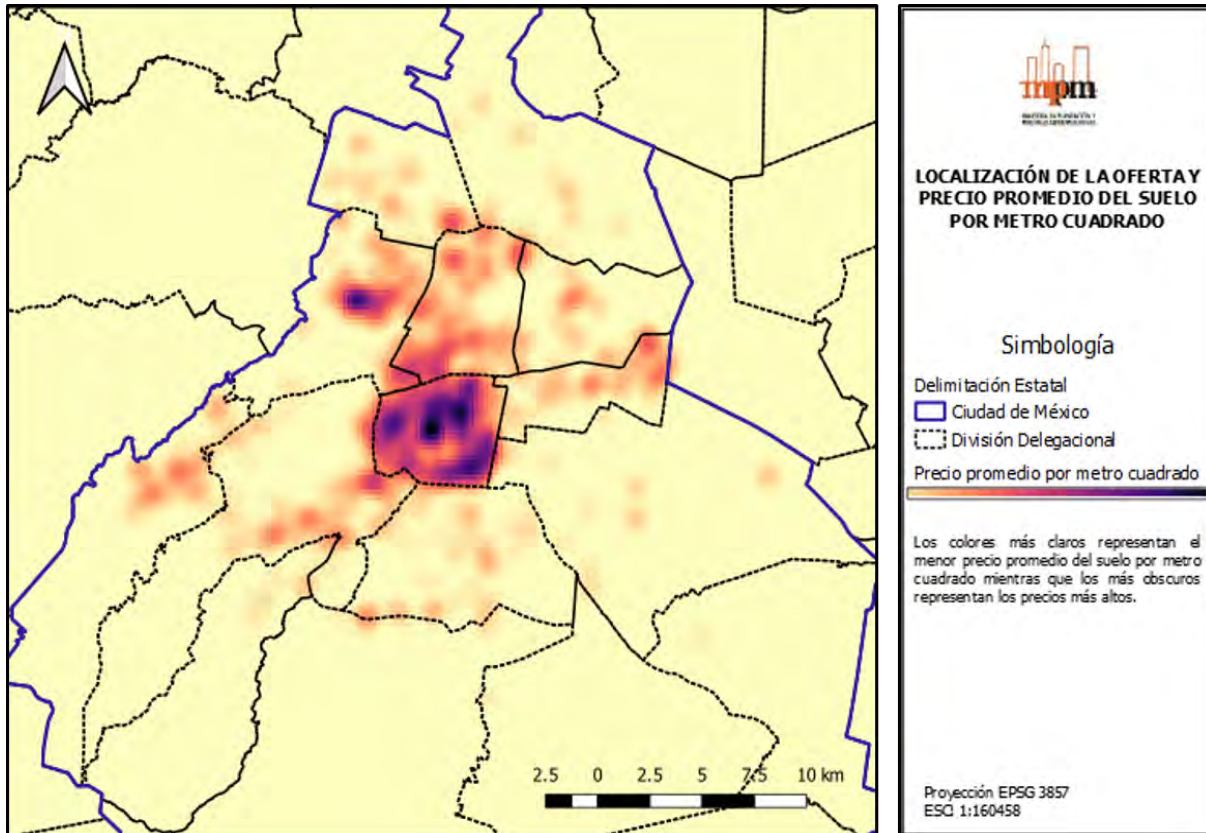 2.5 0 2.5 5 7.5 10 km
mpm
LOCALIZACIÓN DE LA OFERTA Y
PRECIO PROMEDIO DEL SUELO
POR METRO CUADRADO
Simbología
Delimitación Estatal
Ciudad de México
División Delegacional
Precio promedio por metro cuadrado
Los colores más claros representan el
menor precio promedio del suelo por metro
cuadrado mientras que los más obscuros
representan los precios más altos.
Proyección EPSG 3857
ESCl 1:160458